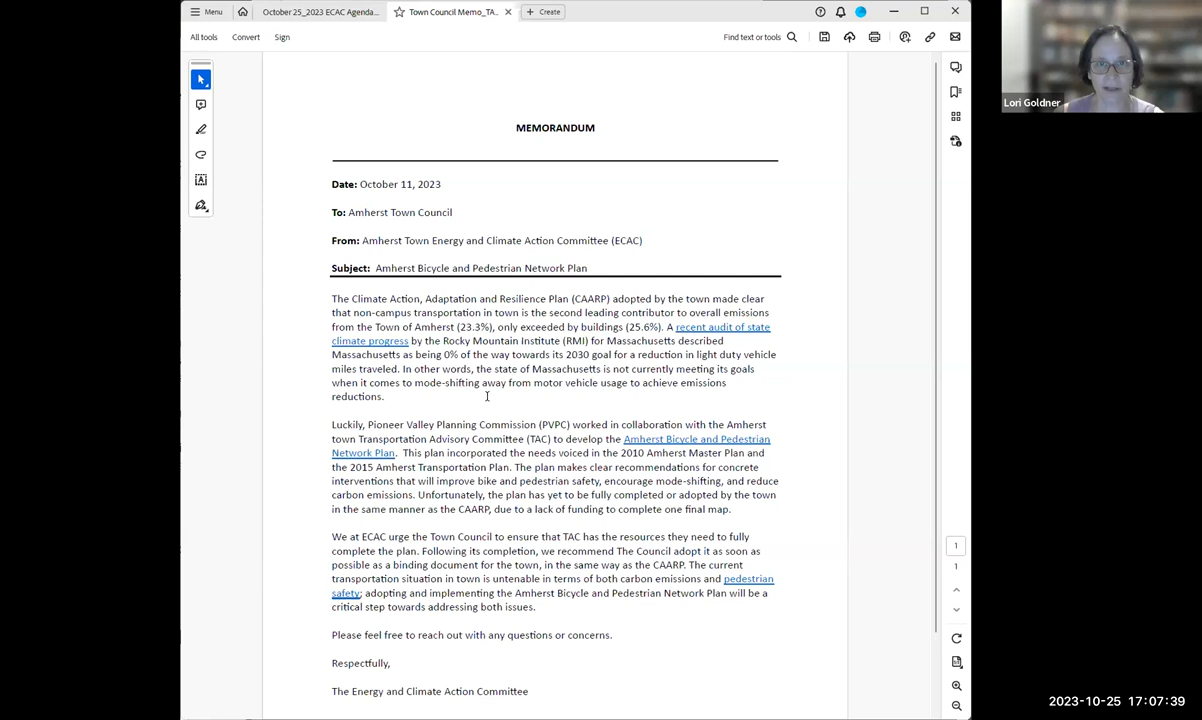 Menu
October 25_2023 ECAC Agenda...
Town Council Memo_TA...
Create
All tools
Convert
Sign
Find text or tools
Lori Goldner
MEMORANDUM
Date: October 11, 2023
To: Amherst Town Council
From: Amherst Town Energy and Climate Action Committee (ECAC)
Subject: Amherst Bicycle and Pedestrian Network Plan
The Climate Action, Adaptation and Resilience Plan (CAARP) adopted by the town made clear
that non-campus transportation in town is the second leading contributor to overall emissions
from the Town of Amherst (23.3%), only exceeded by buildings (25.6%). A recent audit of state
climate progress by the Rocky Mountain Institute (RMI) for Massachusetts described
Massachusetts as being 0% of the way towards its 2030 goal for a reduction in light duty vehicle
miles traveled. In other words, the state of Massachusetts is not currently meeting its goals
when it comes to mode-shifting away from motor vehicle usage to achieve emissions
reductions.
Luckily, Pioneer Valley Planning Commission (PVPC) worked in collaboration with the Amherst
town Transportation Advisory Committee (TAC) to develop the Amherst Bicycle and Pedestrian
Network Plan. This plan incorporated the needs voiced in the 2010 Amherst Master Plan and
the 2015 Amherst Transportation Plan. The plan makes clear recommendations for concrete
interventions that will improve bike and pedestrian safety, encourage mode-shifting, and reduce
carbon emissions. Unfortunately, the plan has yet to be fully completed or adopted by the town
in the same manner as the CAARP, due to a lack of funding to complete one final map.
We at ECAC urge the Town Council to ensure that TAC has the resources they need to fully
complete the plan. Following its completion, we recommend The Council adopt it as soon as
possible as a binding document for the town, in the same way as the CAARP. The current
transportation situation in town is untenable in terms of both carbon emissions and pedestrian
safety; adopting and implementing the Amherst Bicycle and Pedestrian Network Plan will be a
critical step towards addressing both issues.
Please feel free to reach out with any questions or concerns.
Respectfully,
The Energy and Climate Action Committee
1
1
2023-10-25 17:07:39